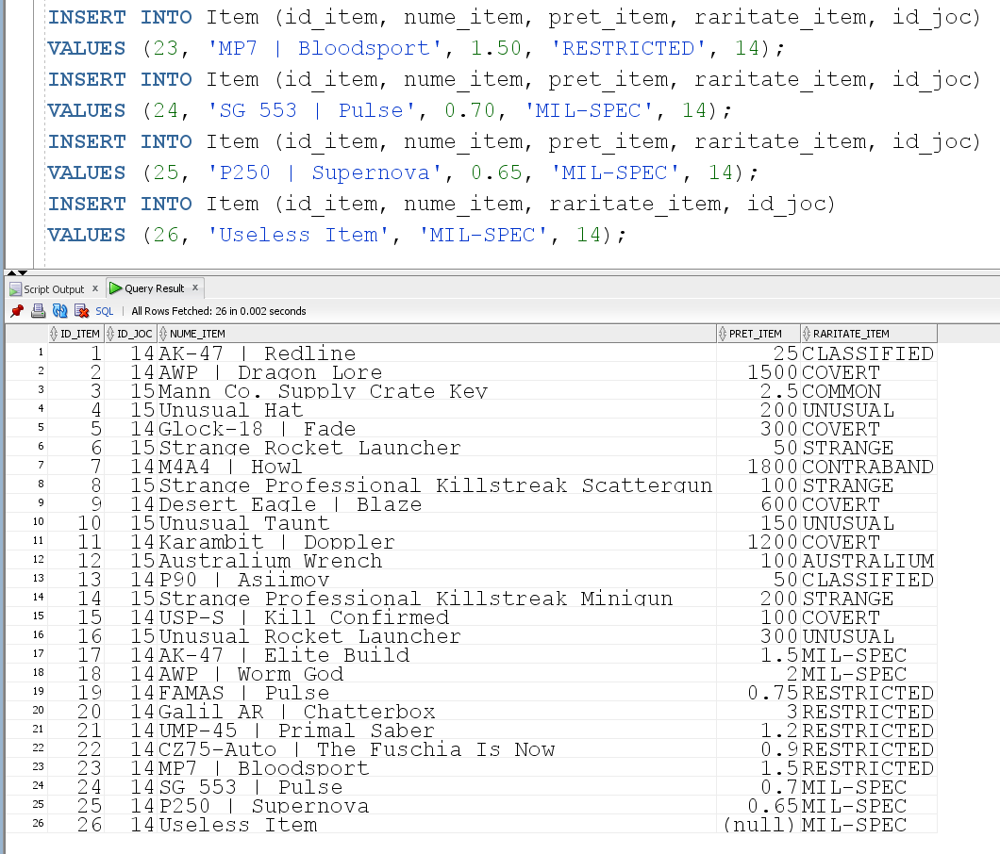 INSERT INTO Item (id_item, nume_item, pret_item, raritate_item, id_joc)
VALUES (23, 'MP7 | Bloodsport', 1.50, 'RESTRICTED', 14);
INSERT INTO Item (id_item, nume_item, pret_item, raritate_item, id_joc)
VALUES (24, 'SG 553 | Pulse', 0.70, 'MIL-SPEC', 14);
INSERT INTO Item (id_item, nume_item, pret_item, raritate_item, id_joc)
VALUES (25, 'P250 | Supernova', 0.65, 'MIL-SPEC', 14);
INSERT INTO Item (id_item, nume_item, raritate_item, id_joc)
VALUES (26, 'Useless Item', 'MIL-SPEC', 14);
Script Output x Query Result x
SQL | All Rows Fetched: 26 in 0.002 seconds
ID_ITEM ID_JOC NUME_ITEM PRET_ITEM RARITATE_ITEM
1 1 14 AK-47 | Redline 25 CLASSIFIED
2 2 14 AWP | Dragon Lore 1500 COVERT
3 3 15 Mann Co. Supply Crate Key 2.5 COMMON
4 4 15 Unusual Hat 200 UNUSUAL
5 5 14 Glock-18 | Fade 300 COVERT
6 6 15 Strange Rocket Launcher 50 STRANGE
7 7 14 M4A4 | Howl 1800 CONTRABAND
8 8 15 Strange Professional Killstreak Scattergun 100 STRANGE
9 9 14 Desert Eagle | Blaze 600 COVERT
10 10 15 Unusual Taunt 150 UNUSUAL
11 11 14 Karambit | Doppler 1200 COVERT
12 12 15 Australium Wrench 100 AUSTRALIUM
13 13 14 P90 | Asiimov 50 CLASSIFIED
14 14 15 Strange Professional Killstreak Minigun 200 STRANGE
15 15 14 USP-S | Kill Confirmed 100 COVERT
16 16 15 Unusual Rocket Launcher 300 UNUSUAL
17 17 14 AK-47 | Elite Build 1.5 MIL-SPEC
18 18 14 AWP | Worm God 2 MIL-SPEC
19 19 14 FAMAS | Pulse 0.75 RESTRICTED
20 20 14 Galil AR | Chatterbox 3 RESTRICTED
21 21 14 UMP-45 | Primal Saber 1.2 RESTRICTED
22 22 14 CZ75-Auto | The Fuschia Is Now 0.9 RESTRICTED
23 23 14 MP7 | Bloodsport 1.5 RESTRICTED
24 24 14 SG 553 | Pulse 0.7 MIL-SPEC
25 25 14 P250 | Supernova 0.65 MIL-SPEC
26 26 14 Useless Item (null) MIL-SPEC